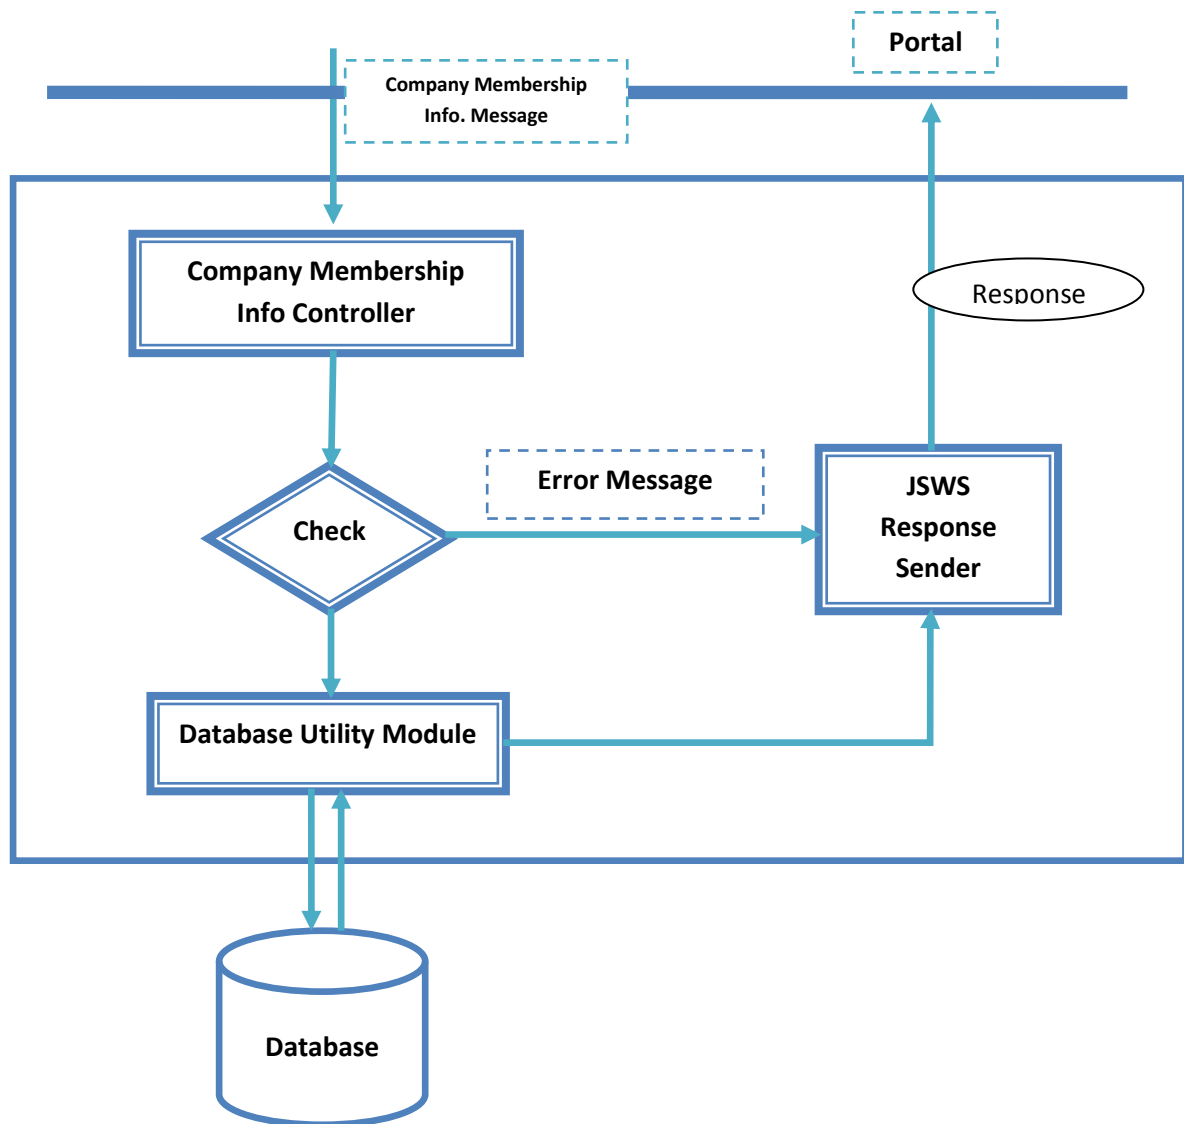 Portal
Company Membership
Info. Message
Company Membership
Info Controller
Response
Error Message
JSWS
Response
Sender
Check
Database Utility Module
Database